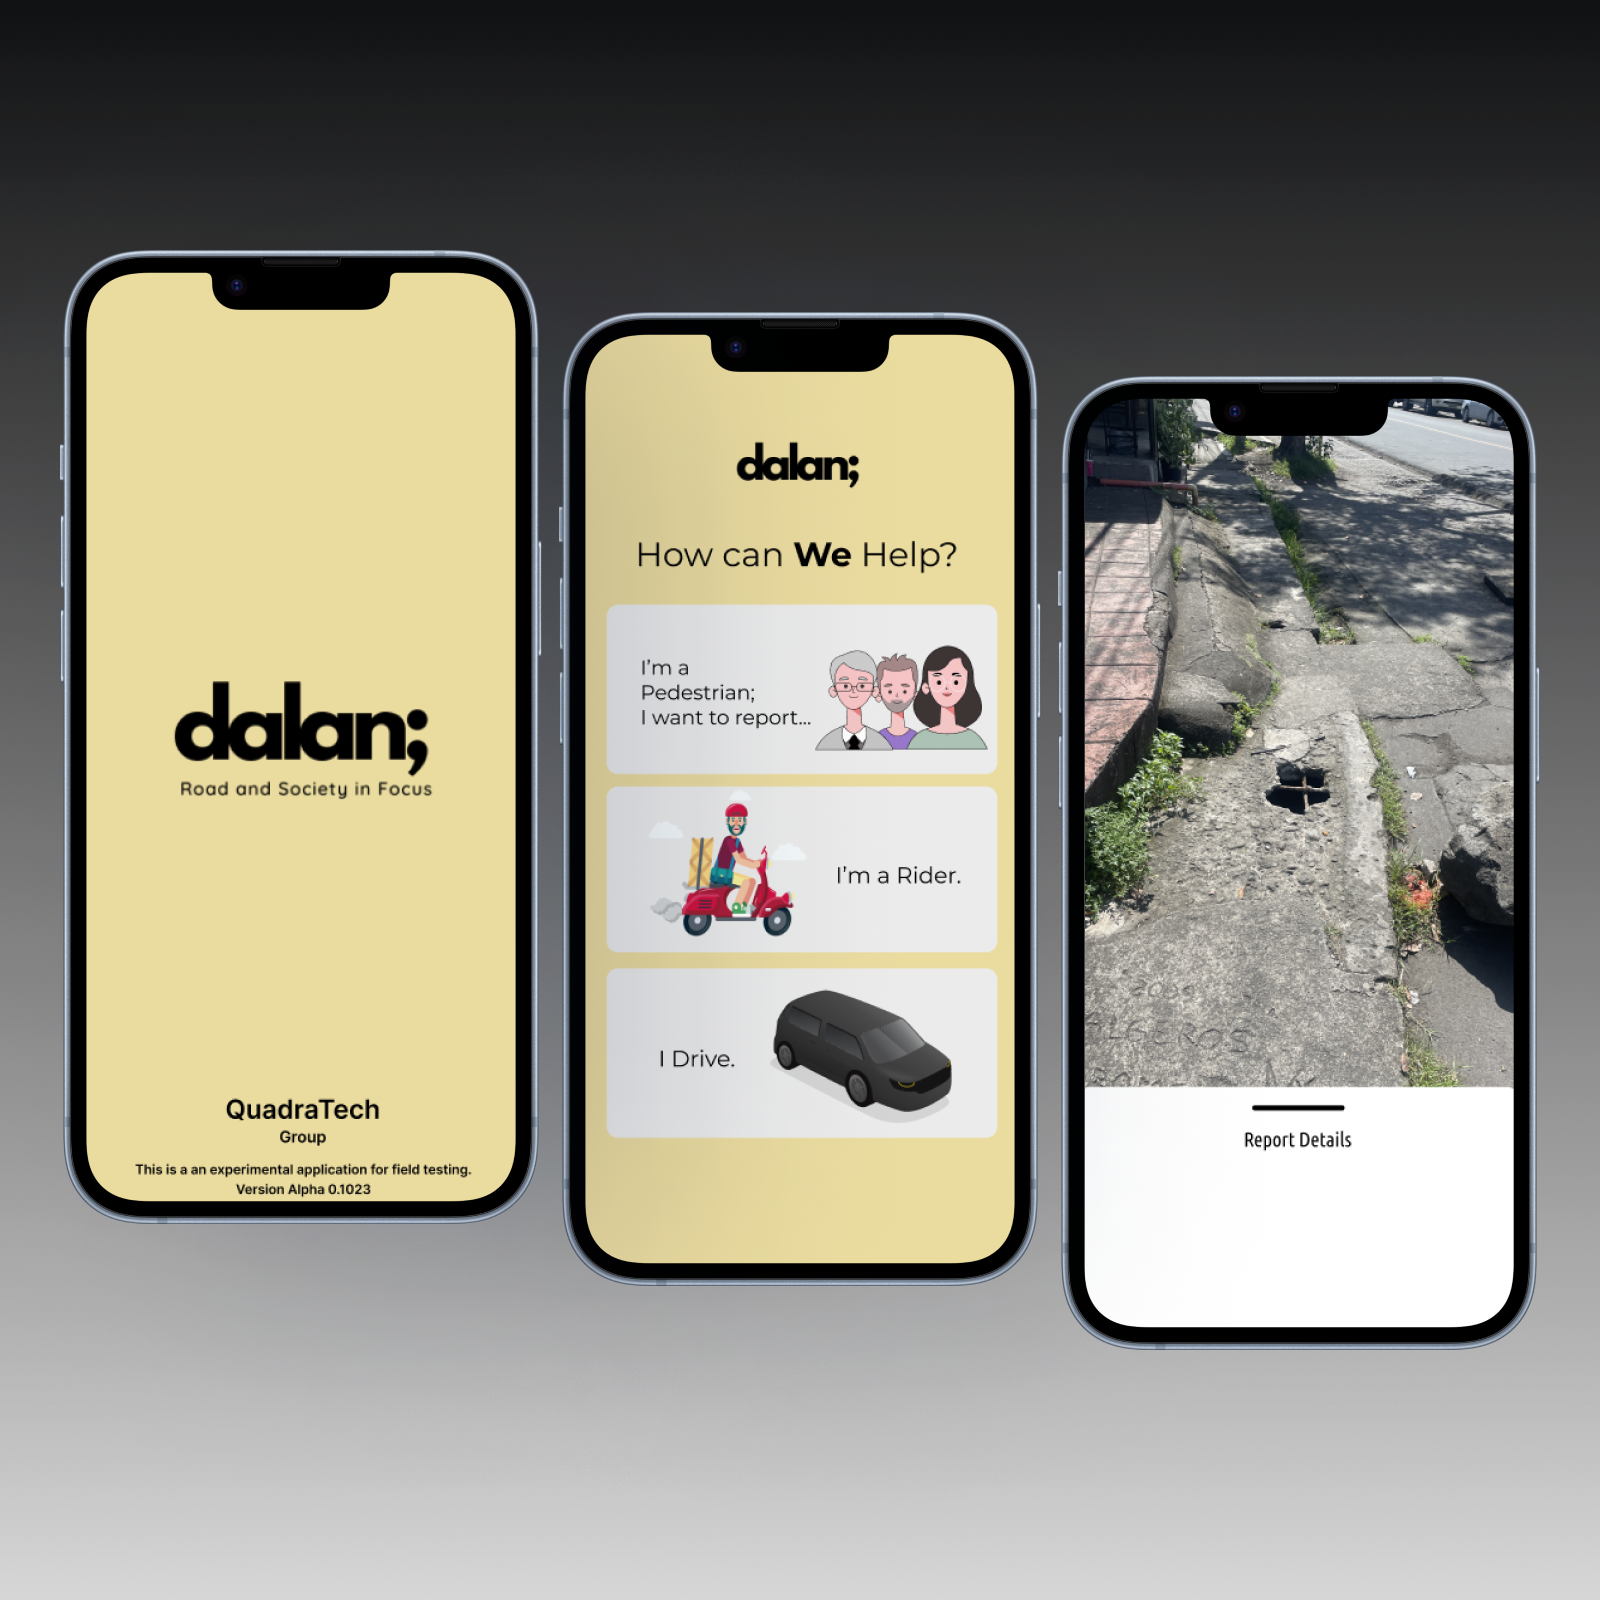 dalan;
Road and Society in Focus
QuadraTech
Group
This is a an experimental application for field testing.
Version Alpha 0.1023
dalan;
How can We Help?
I'm a
Pedestrian;
I want to report...
I'm a Rider.
I Drive.
Report Details